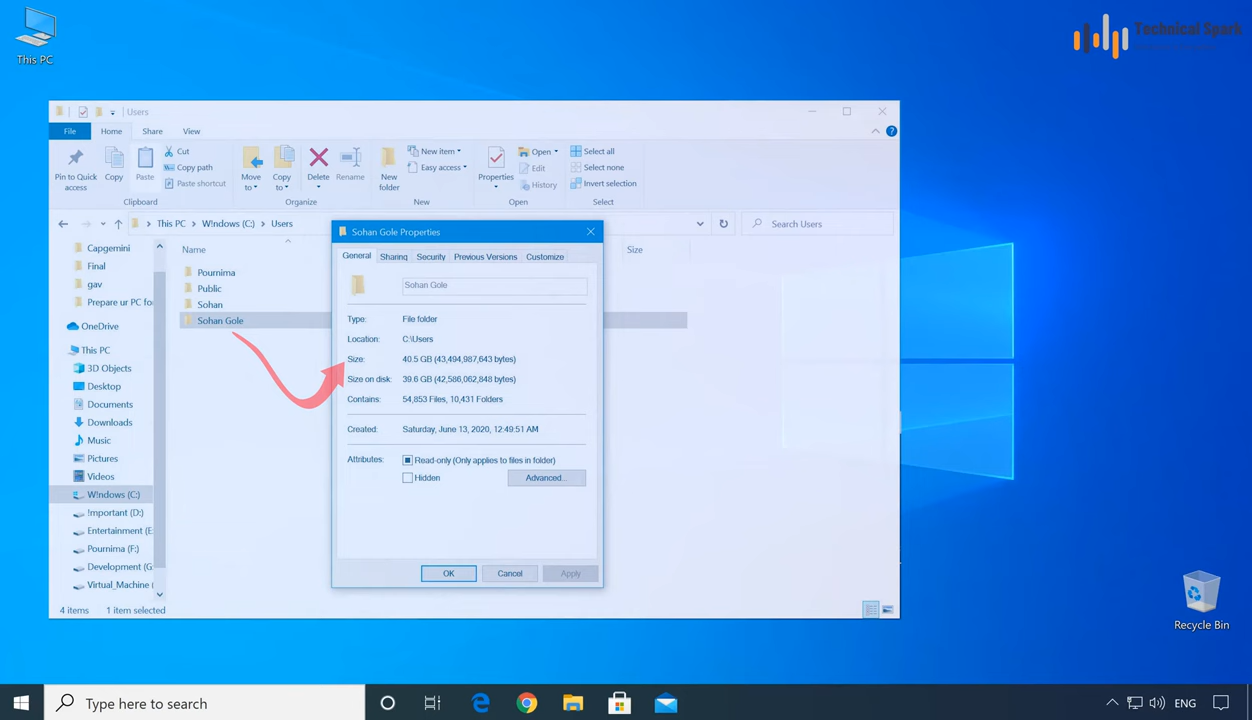 This PC
Technical Spark
Users
File Home Share View
Pin to Quick access
Copy
Paste
Cut
Copy path
Paste shortcut
Clipboard
Move to
Copy to
Delete
Rename
Organize
New folder
New item
Easy access
New
Properties
Open
Edit
History
Open
Select all
Select none
Invert selection
Select
This PC > W!ndows (C:) > Users
Search Users
Capgemini
Final
gav
Prepare ur PC fo
OneDrive
This PC
3D Objects
Desktop
Documents
Downloads
Music
Pictures
Videos
W!ndows (C:)
!mportant (D:)
Entertainment (E
Pournima (F:)
Development (G:
Virtual_Machine (
Name
Size
Pournima
Public
Sohan
Sohan Gole
Sohan Gole Properties
General Sharing Security Previous Versions Customize
Sohan Gole
Type: File folder
Location: C:\Users
Size: 40.5 GB (43,494,987,643 bytes)
Size on disk: 39.6 GB (42,586,062,848 bytes)
Contains: 54,853 Files, 10,431 Folders
Created: Saturday, June 13, 2020, 12:49:51 AM
Attributes: Read-only (Only applies to files in folder)
Hidden
Advanced...
OK Cancel Apply
4 items 1 item selected
Recycle Bin
Type here to search
ENG